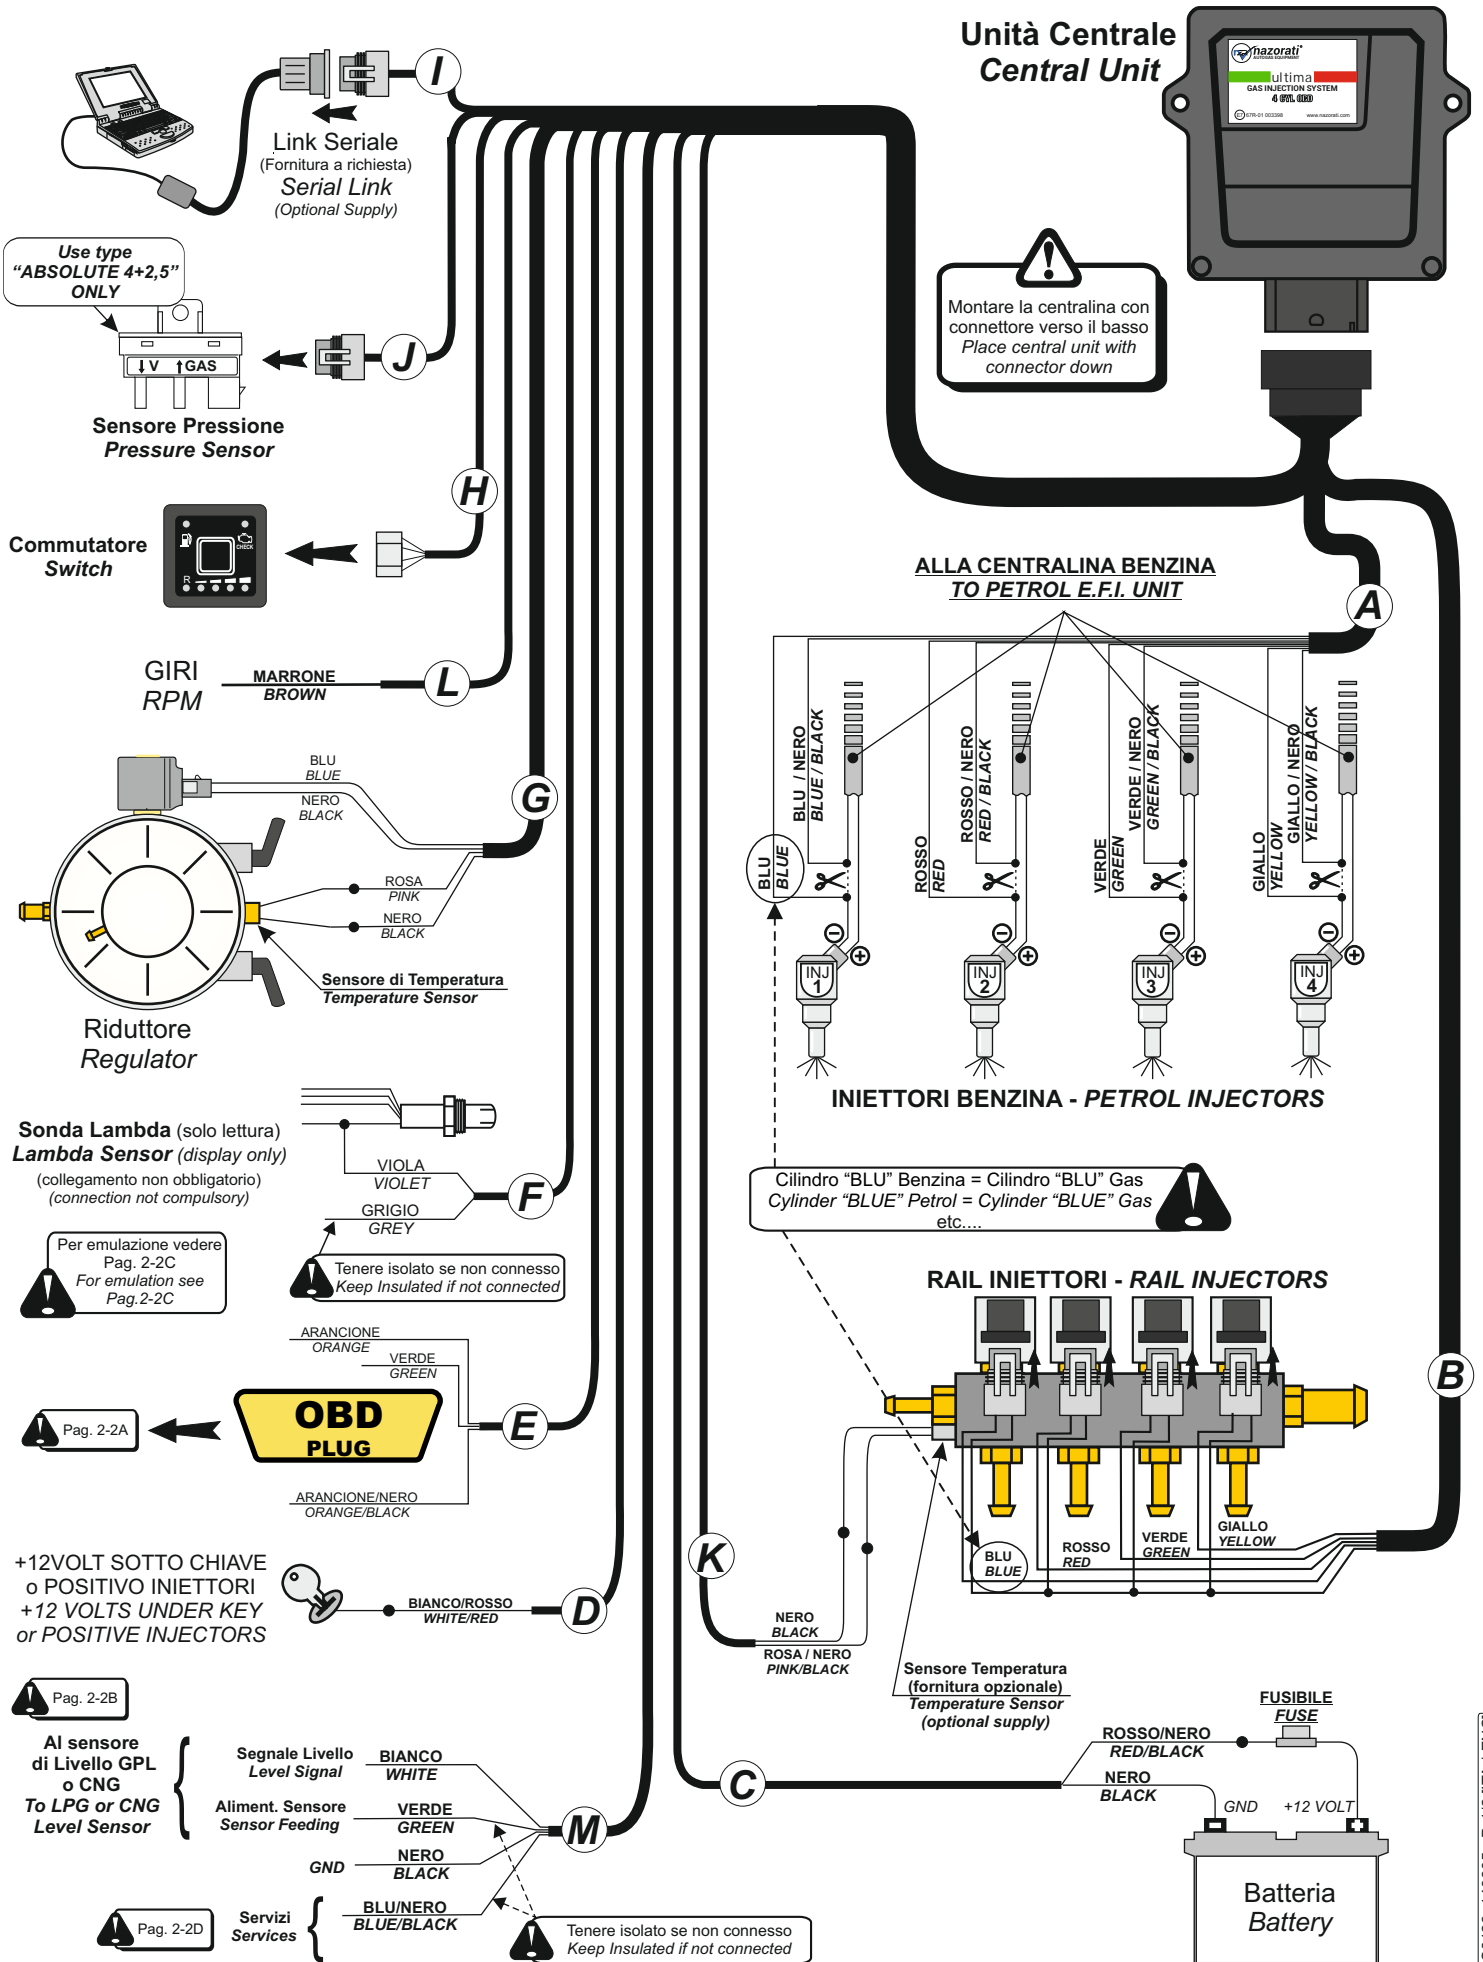 Unità Centrale
Central Unit
nazorati
AUTOGAS EQUIPMENT
ultima
GAS INJECTION SYSTEM
4 CYL OBD
E7 67R-01 003398 www.nazorati.com
I
Link Seriale
(Fornitura a richiesta)
Serial Link
(Optional Supply)
Use type
“ABSOLUTE 4+2,5”
ONLY
V GAS
J
Sensore Pressione
Pressure Sensor
Montare la centralina con
connettore verso il basso
Place central unit with
connector down
H
Commutatore
Switch
CHECK
R
ALLA CENTRALINA BENZINA
TO PETROL E.F.I. UNIT
A
GIRI
RPM
MARRONE
BROWN
L
BLU
BLUE
NERO
BLACK
G
ROSA
PINK
NERO
BLACK
Sensore di Temperatura
Temperature Sensor
Riduttore
Regulator
BLU
BLUE
BLU / NERO
BLUE / BLACK
ROSSO
RED
ROSSO / NERO
RED / BLACK
VERDE
GREEN
VERDE / NERO
GREEN / BLACK
GIALLO
YELLOW
GIALLO / NERO
YELLOW / BLACK
INJ
1
INJ
2
INJ
3
INJ
4
INIETTORI BENZINA - PETROL INJECTORS
Sonda Lambda (solo lettura)
Lambda Sensor (display only)
(collegamento non obbligatorio)
(connection not compulsory)
VIOLA
VIOLET
GRIGIO
GREY
F
Per emulazione vedere
Pag. 2-2C
For emulation see
Pag.2-2C
Tenere isolato se non connesso
Keep Insulated if not connected
Cilindro “BLU” Benzina = Cilindro “BLU” Gas
Cylinder “BLUE” Petrol = Cylinder “BLUE” Gas
etc....
RAIL INIETTORI - RAIL INJECTORS
B
ARANCIONE
ORANGE
VERDE
GREEN
Pag. 2-2A
OBD
PLUG
E
ARANCIONE/NERO
ORANGE/BLACK
BLU
BLUE
ROSSO
RED
VERDE
GREEN
GIALLO
YELLOW
K
NERO
BLACK
ROSA / NERO
PINK/BLACK
Sensore Temperatura
(fornitura opzionale)
Temperature Sensor
(optional supply)
+12VOLT SOTTO CHIAVE
o POSITIVO INIETTORI
+12 VOLTS UNDER KEY
or POSITIVE INJECTORS
BIANCO/ROSSO
WHITE/RED
D
Pag. 2-2B
Al sensore
di Livello GPL
o CNG
To LPG or CNG
Level Sensor
Segnale Livello
Level Signal
BIANCO
WHITE
Aliment. Sensore
Sensor Feeding
VERDE
GREEN
GND
NERO
BLACK
M
Pag. 2-2D
Servizi
Services
BLU/NERO
BLUE/BLACK
Tenere isolato se non connesso
Keep Insulated if not connected
C
ROSSO/NERO
RED/BLACK
NERO
BLACK
FUSIBILE
FUSE
GND
+12 VOLT
Batteria
Battery